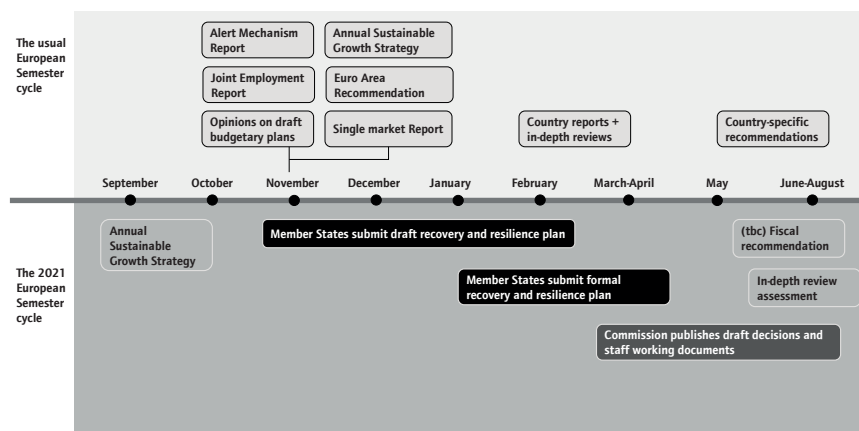 The usual
European
Semester
cycle
Alert Mechanism
Report
Annual Sustainable
Growth Strategy
Joint Employment
Report
Euro Area
Recommendation
Opinions on draft
budgetary plans
Single market Report
Country reports +
in-depth reviews
Country-specific
recommendations
September
October
November
December
January
February
March-April
May
June-August
The 2021
European
Semester
cycle
Annual
Sustainable
Growth Strategy
Member States submit draft recovery and resilience plan
(tbc) Fiscal
recommendation
Member States submit formal
recovery and resilience plan
In-depth review
assessment
Commission publishes draft decisions and
staff working documents